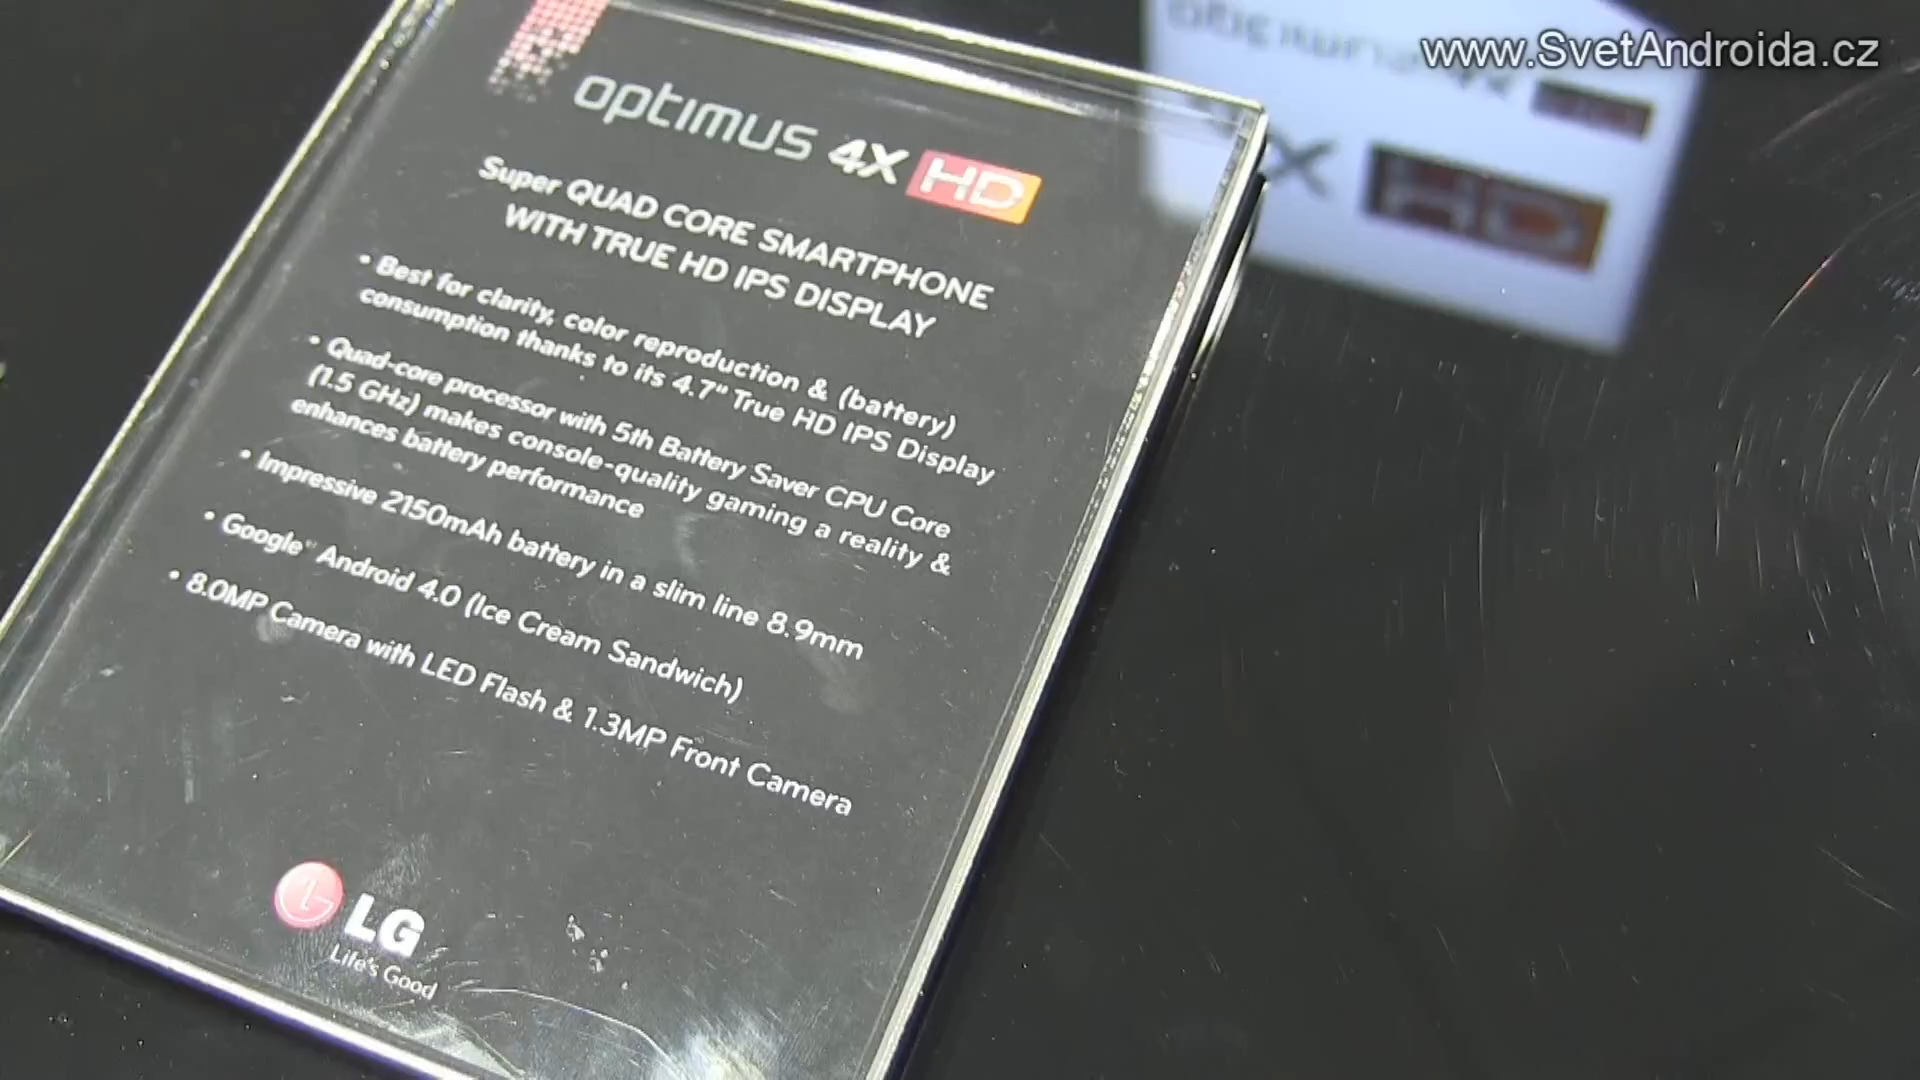 www.SvetAndroida.cz
optimus 4X HD
Super QUAD CORE SMARTPHONE
WITH TRUE HD IPS DISPLAY
• Best for clarity, color reproduction & (battery)
consumption thanks to its 4.7" True HD IPS Display
• Quad-core processor with 5th Battery Saver CPU Core
(1.5 GHz) makes console-quality gaming a reality &
enhances battery performance
• Impressive 2150mAh battery in a slim line 8.9mm
• Google™ Android 4.0 (Ice Cream Sandwich)
• 8.0MP Camera with LED Flash & 1.3MP Front Camera
LG
Life's Good
X HD